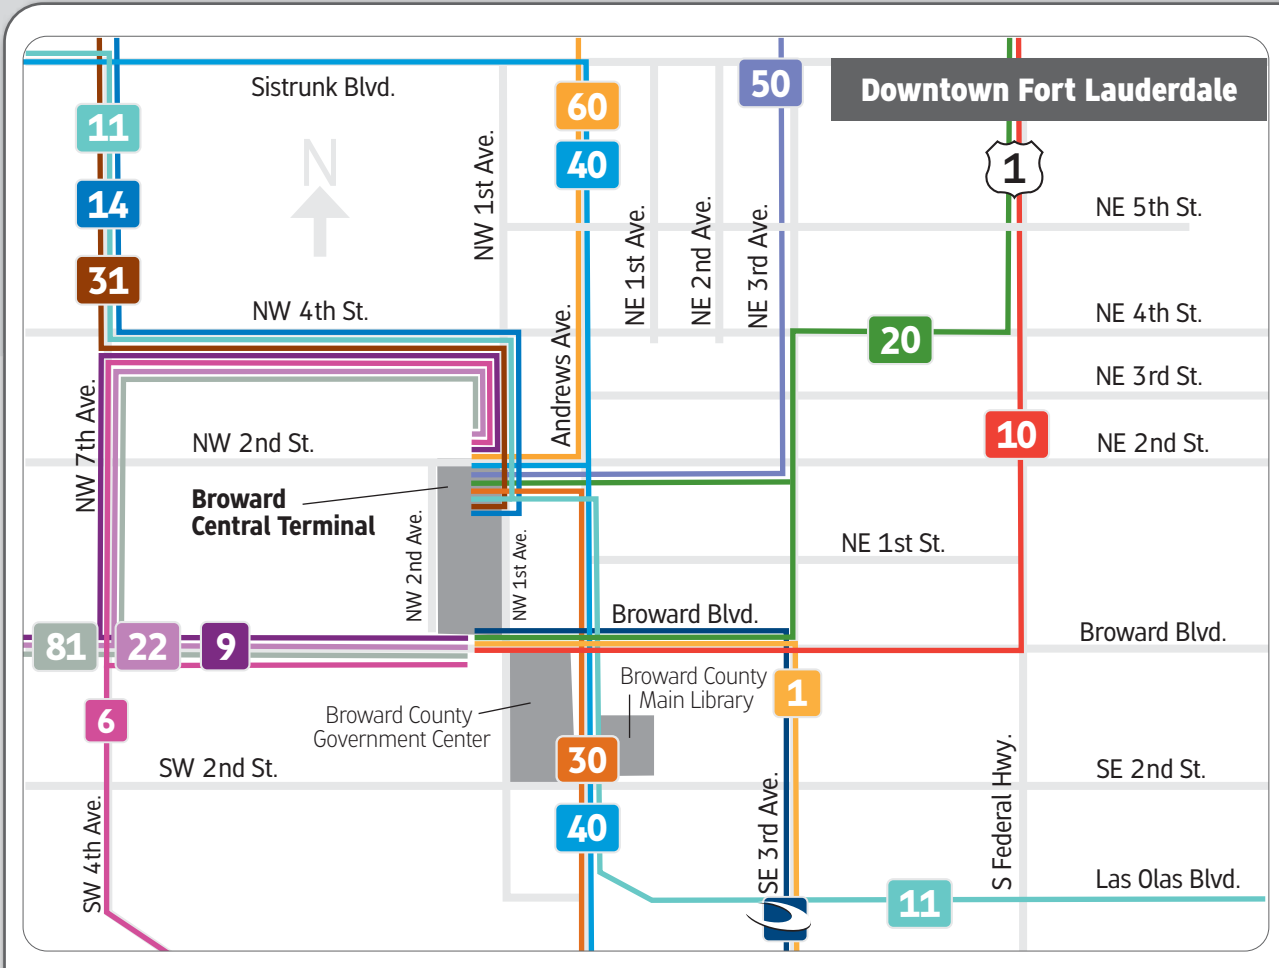 Downtown Fort Lauderdale
Sistrunk Blvd.
50
60
11
N
1
40
14
NW 1st Ave.
NE 1st Ave.
NE 2nd Ave.
NE 3rd Ave.
NE 5th St.
31
NW 4th St.
NE 4th St.
20
Andrews Ave.
NE 3rd St.
10
NW 7th Ave.
NW 2nd St.
NE 2nd St.
Broward
Central Terminal
NW 2nd Ave.
NW 1st Ave.
NE 1st St.
Broward Blvd.
Broward Blvd.
81
22
9
Broward County
Main Library
1
6
Broward County
Government Center
30
SW 2nd St.
SE 2nd St.
40
SW 4th Ave.
SE 3rd Ave.
S Federal Hwy.
Las Olas Blvd.
11